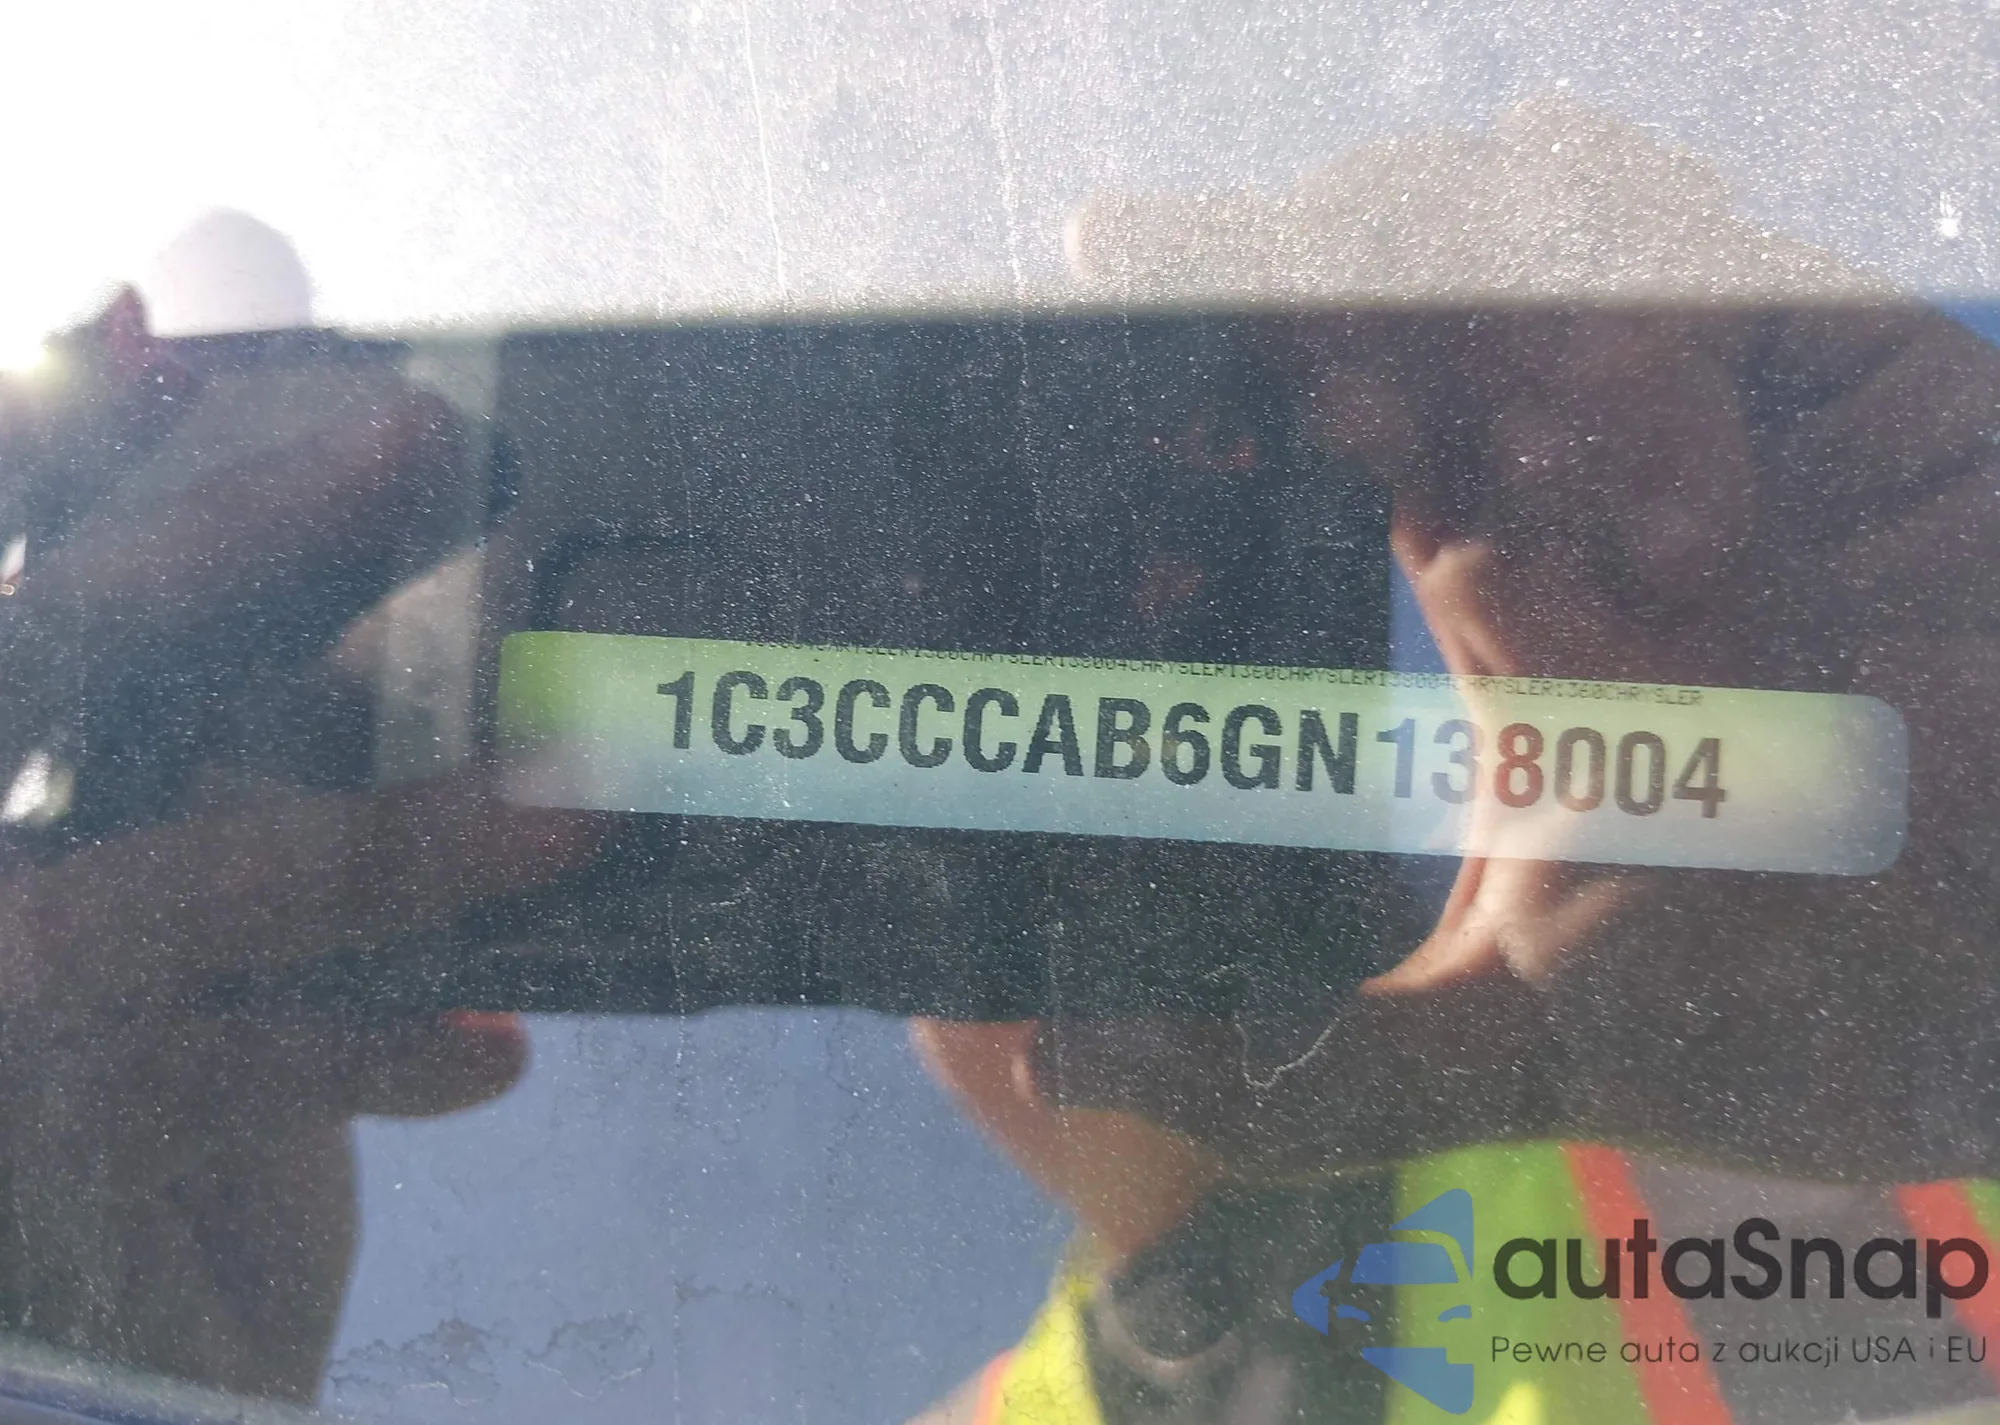 1C3CCCAB6GN138004
autaSnap
Pewne auta z aukcji USA i EU